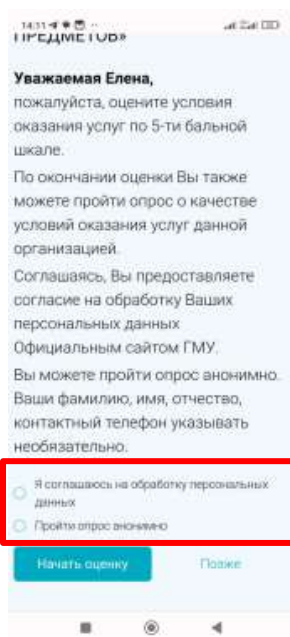 14:31
ПРЕДМЕТОВ»
Уважаемая Елена,
пожалуйста, оцените условия
оказания услуг по 5-ти бальной
шкале.
По окончании оценки Вы также
можете пройти опрос о качестве
условий оказания услуг данной
организацией.
Соглашаясь, Вы предоставляете
согласие на обработку Ваших
персональных данных
Официальным сайтом ГМУ.
Вы можете пройти опрос анонимно.
Ваши фамилию, имя, отчество,
контактный телефон указывать
необязательно.
Я соглашаюсь на обработку персональных
данных
Пройти опрос анонимно
Начать оценку
Позже